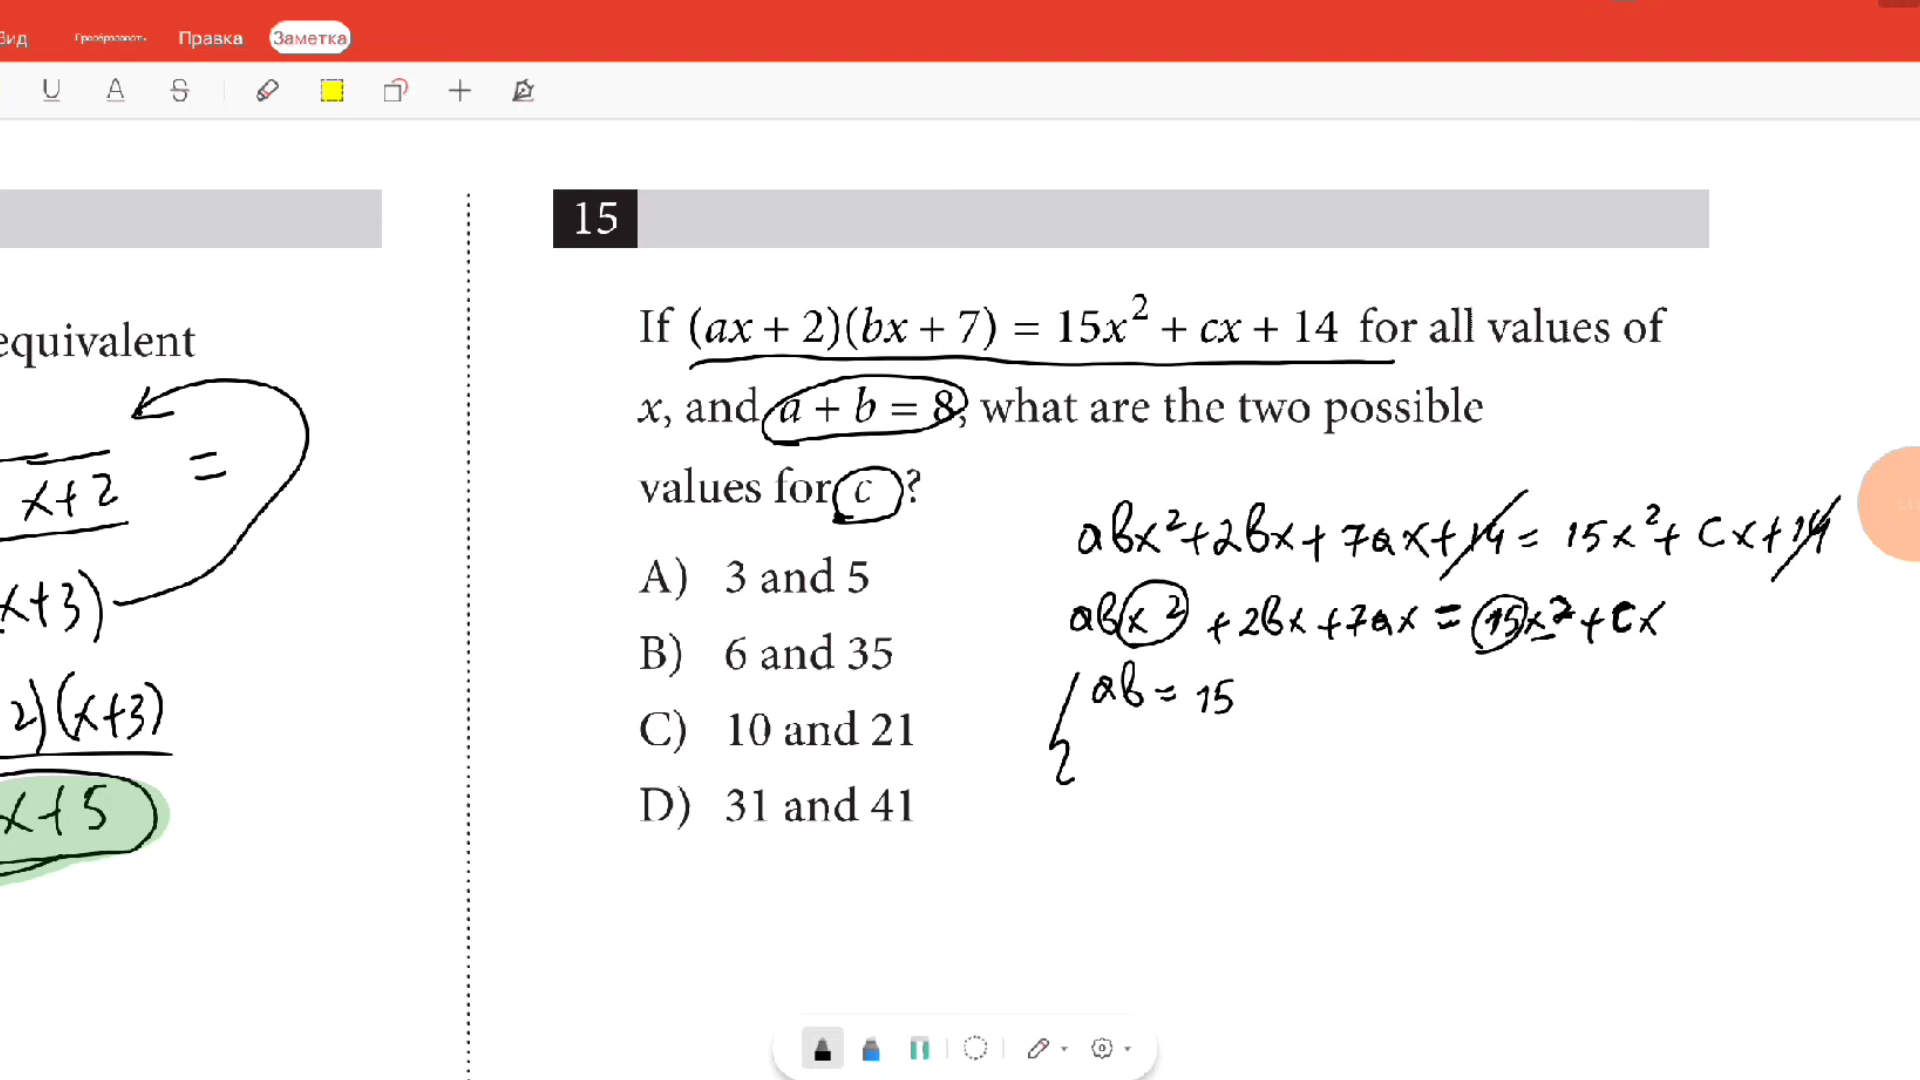 Вид Преобразовать Правка Заметка
U A S
equivalent
x+2 =
x+3)
2)(x+3)
x+5
15
If (ax + 2)(bx + 7) = 15x² + cx + 14 for all values of
x, and a + b = 8, what are the two possible
values for c ?
A) 3 and 5
B) 6 and 35
C) 10 and 21
D) 31 and 41
abx²+2bx+7ax+14=15x²+cx+14
abx²+2bx+7ax=15x²+cx
{ab=15